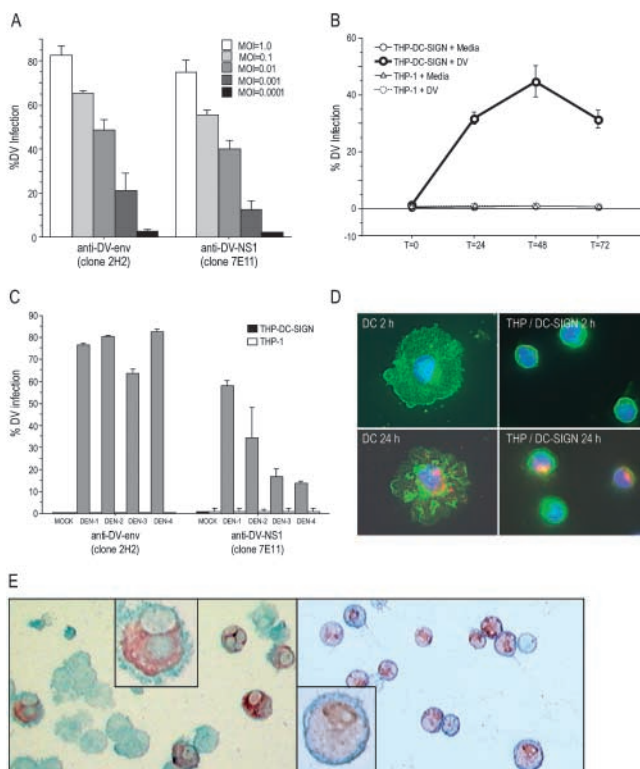 A
%DV Infection
80
60
40
20
0
MOI=1.0
MOI=0.1
MOI=0.01
MOI=0.001
MOI=0.0001
anti-DV-env
(clone 2H2)
anti-DV-NS1
(clone 7E11)
B
%DV Infection
60
40
20
0
-10
THP-DC-SIGN + Media
THP-DC-SIGN + DV
THP-1 + Media
THP-1 + DV
T=0
T=24
T=48
T=72
C
% DV infection
90
80
70
60
50
40
30
20
10
0
THP-DC-SIGN
THP-1
MOCK DEN-1 DEN-2 DEN-3 DEN-4
MOCK DEN-1 DEN-2 DEN-3 DEN-4
anti-DV-env
(clone 2H2)
anti-DV-NS1
(clone 7E11)
D
DC 2 h
THP / DC-SIGN 2 h
DC 24 h
THP / DC-SIGN 24 h
E